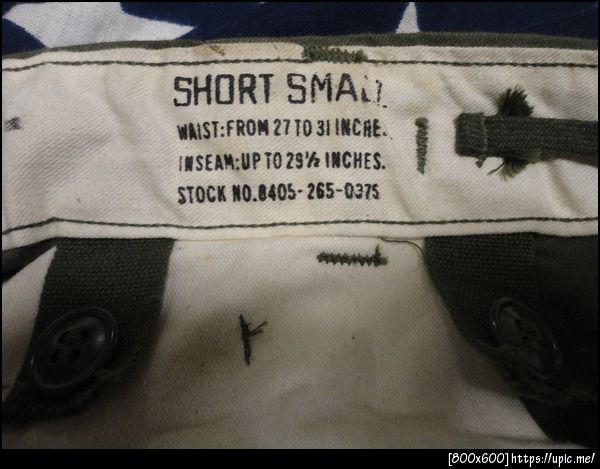 SHORT SMALL
WAIST: FROM 27 TO 31 INCHE.
INSEAM: UP TO 29½ INCHES.
STOCK NO. 8405-265-0375
[800x600] https://upic.me/